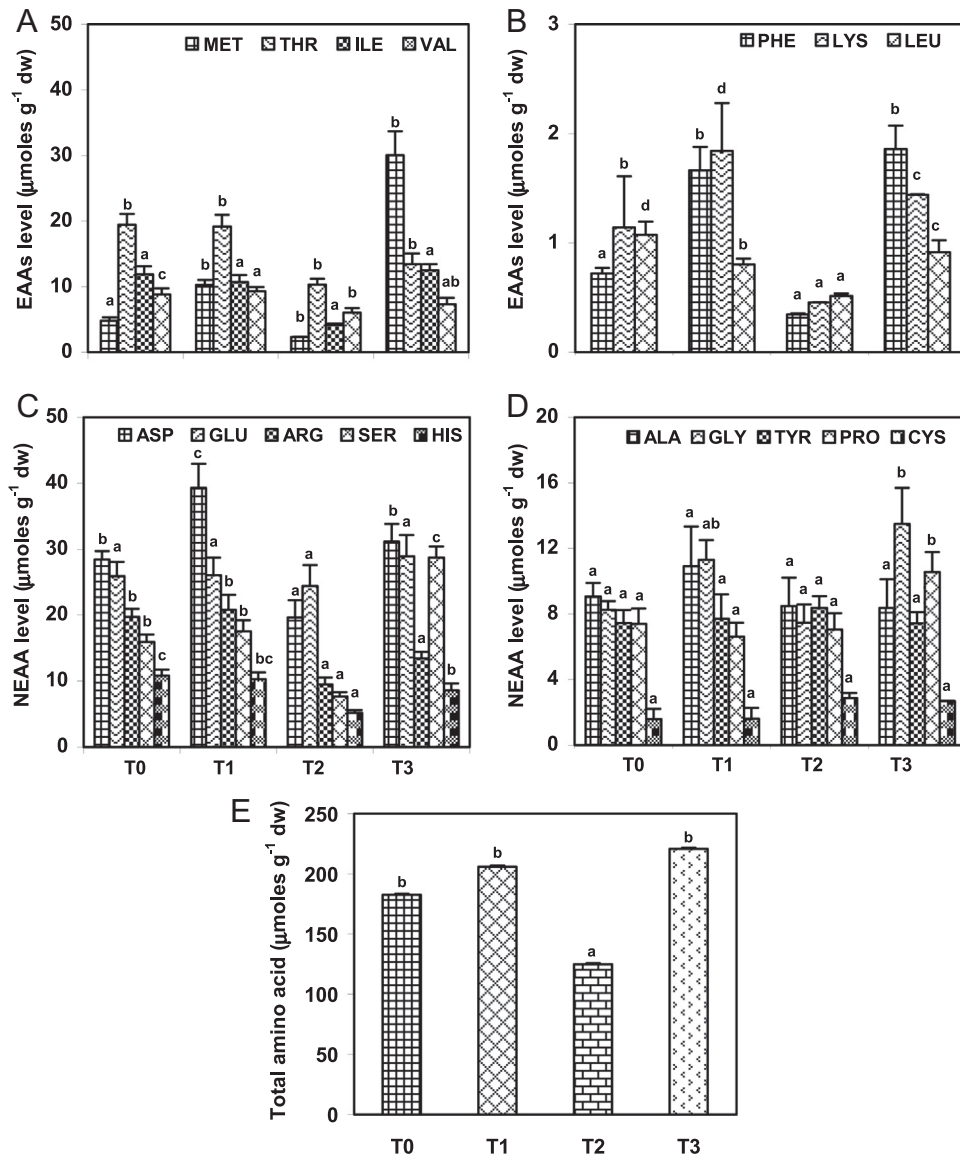 A
50
40
30
20
10
0
EAAs level (μmoles g-1 dw)
MET THR ILE VAL
a b a c
b b a a
b b a b
b b a ab
B
3
2
1
0
EAAs level (μmoles g-1 dw)
PHE LYS LEU
a b d
b d b
a a a
b c c
C
50
40
30
20
10
0
NEAA level (μmoles g-1 dw)
ASP GLU ARG SER HIS
b a b b c
c a b b bc
a a a a a
b a a c b
T0 T1 T2 T3
D
20
16
12
8
4
0
NEAA level (μmoles g-1 dw)
ALA GLY TYR PRO CYS
a a a a a
a ab a a a
a a a a a
a b a b a
T0 T1 T2 T3
E
250
200
150
100
50
0
Total amino acid (μmoles g-1 dw)
b b a b
T0 T1 T2 T3